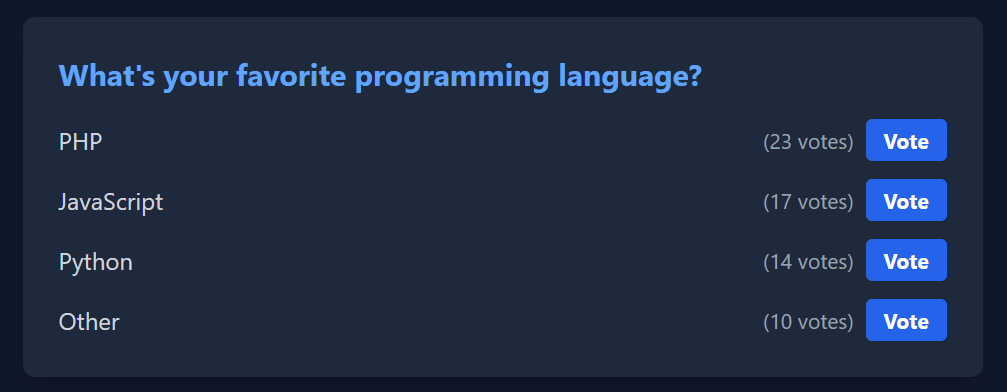 What's your favorite programming language?
PHP (23 votes) Vote
JavaScript (17 votes) Vote
Python (14 votes) Vote
Other (10 votes) Vote